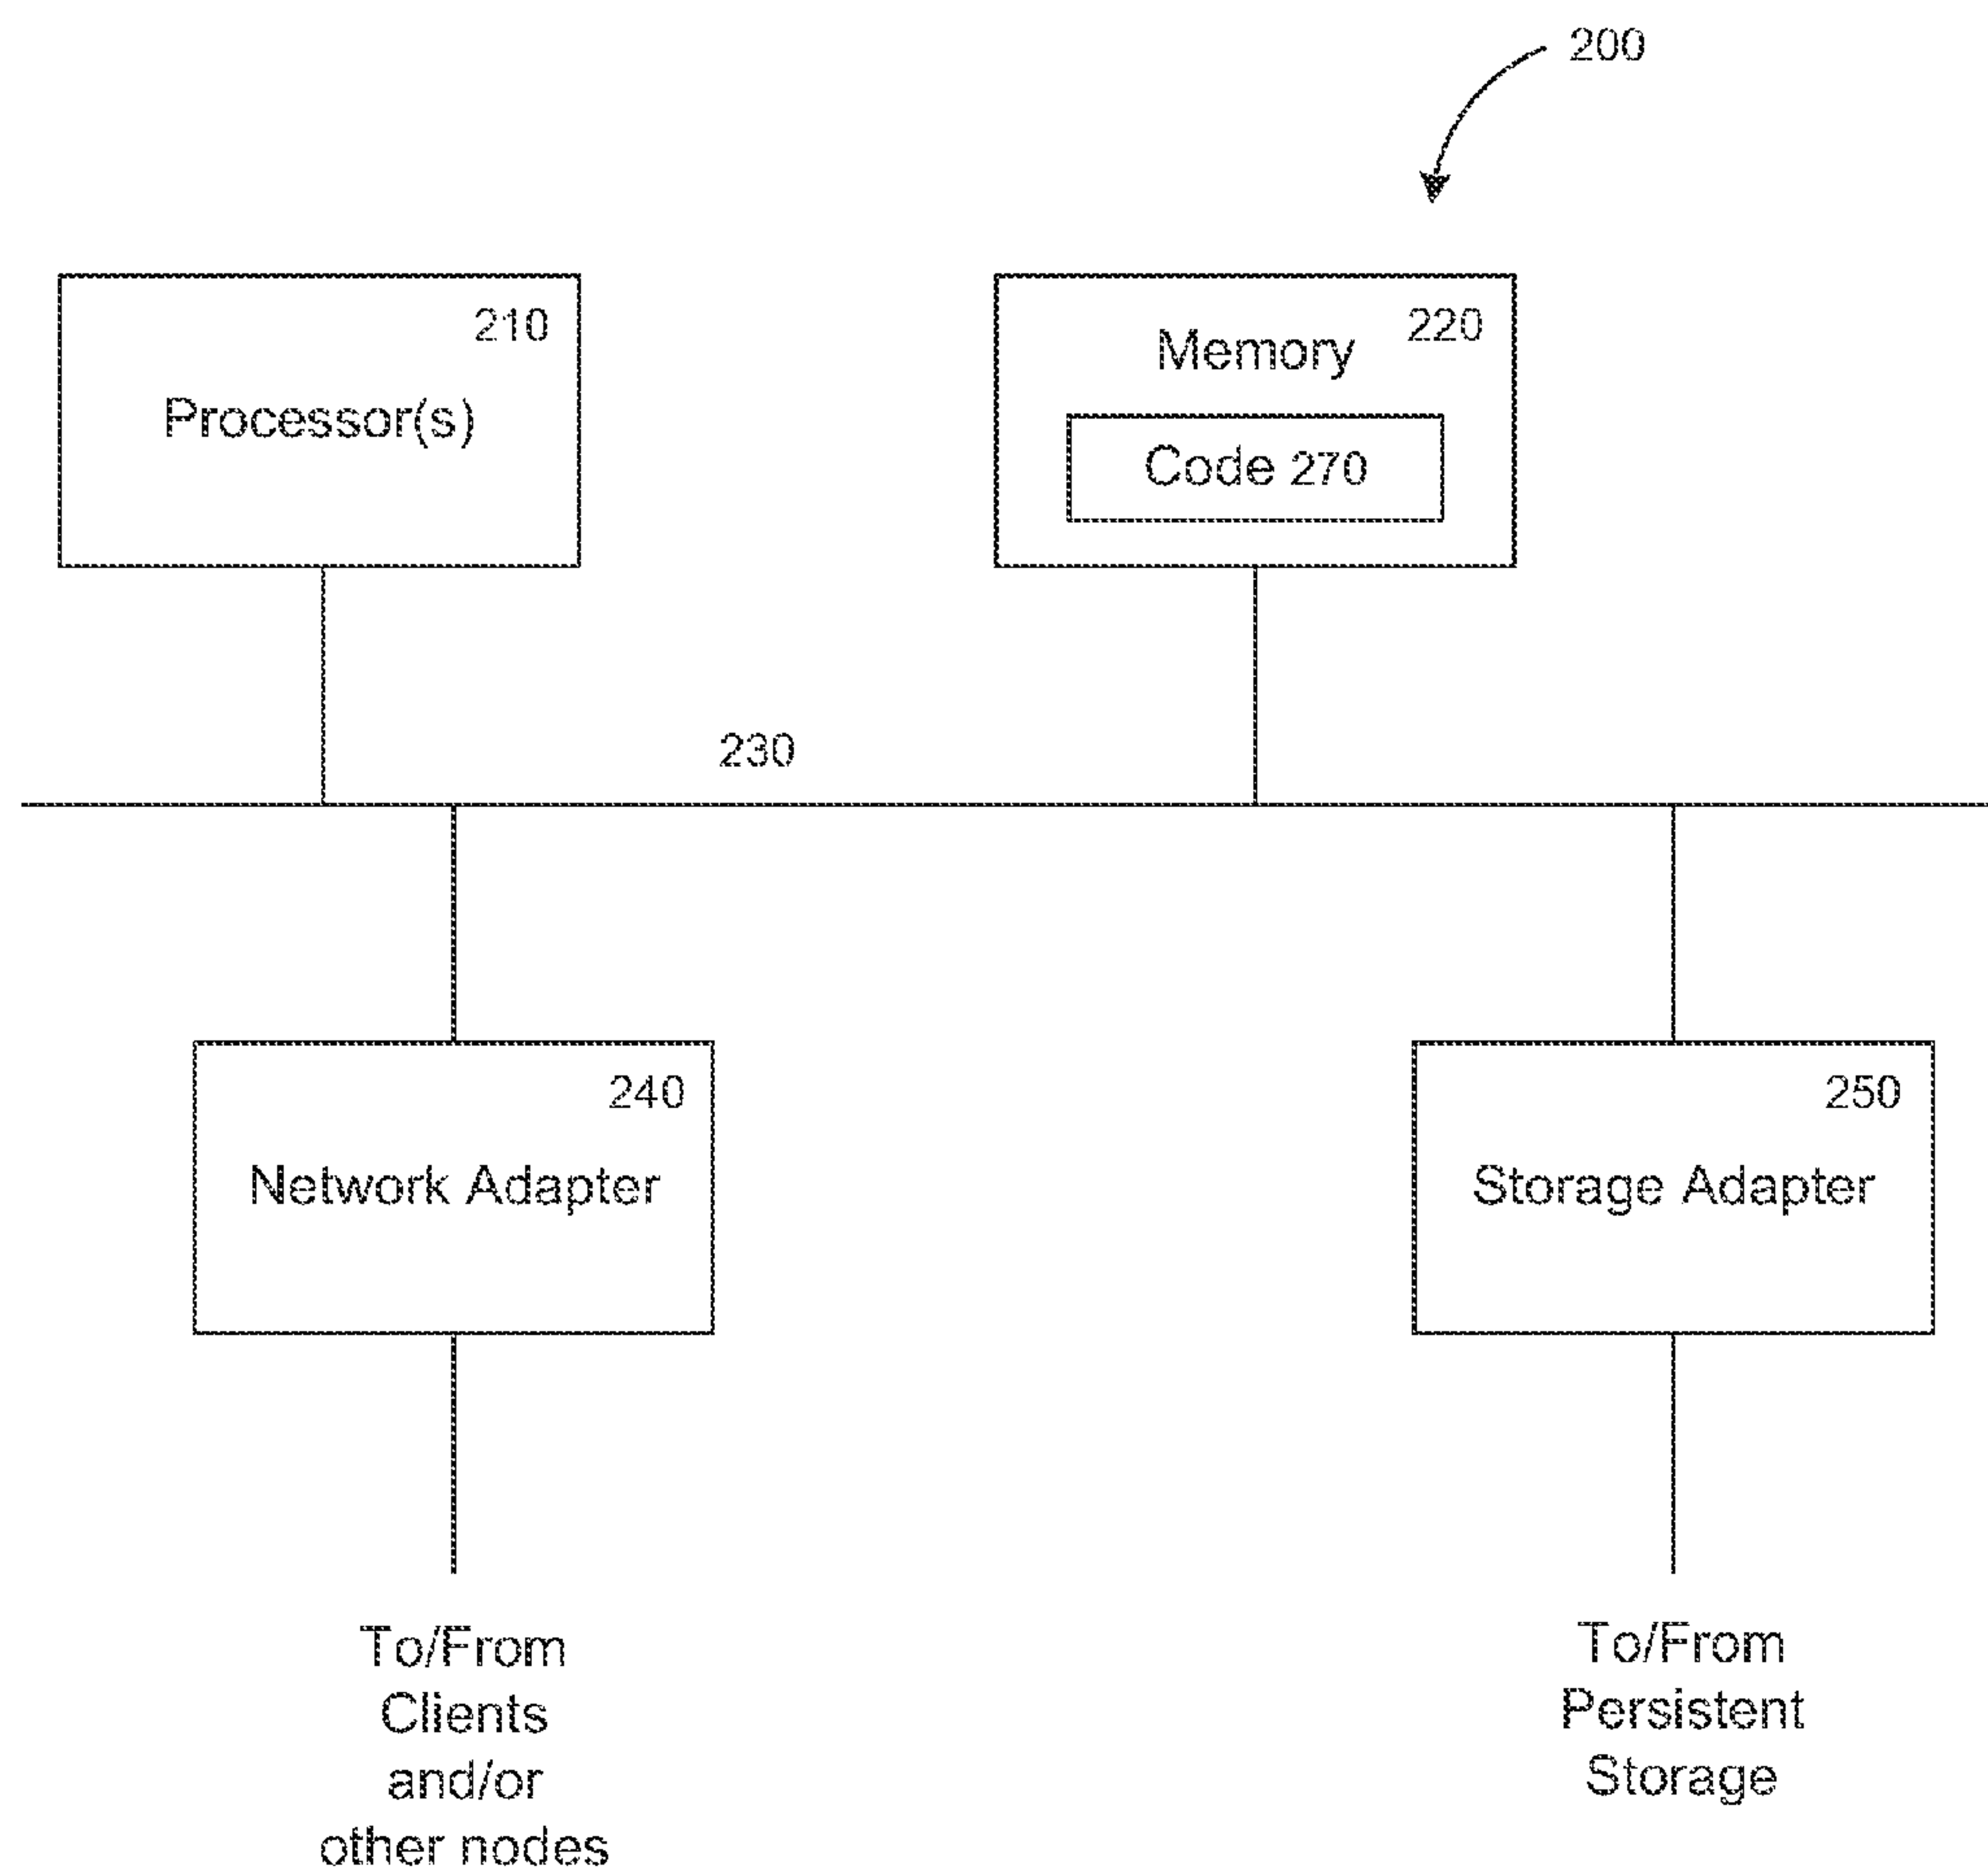 200
210
Processor(s)
220
Memory
Code 270
230
240
Network Adapter
250
Storage Adapter
To/From
Clients
and/or
other nodes
To/From
Persistent
Storage